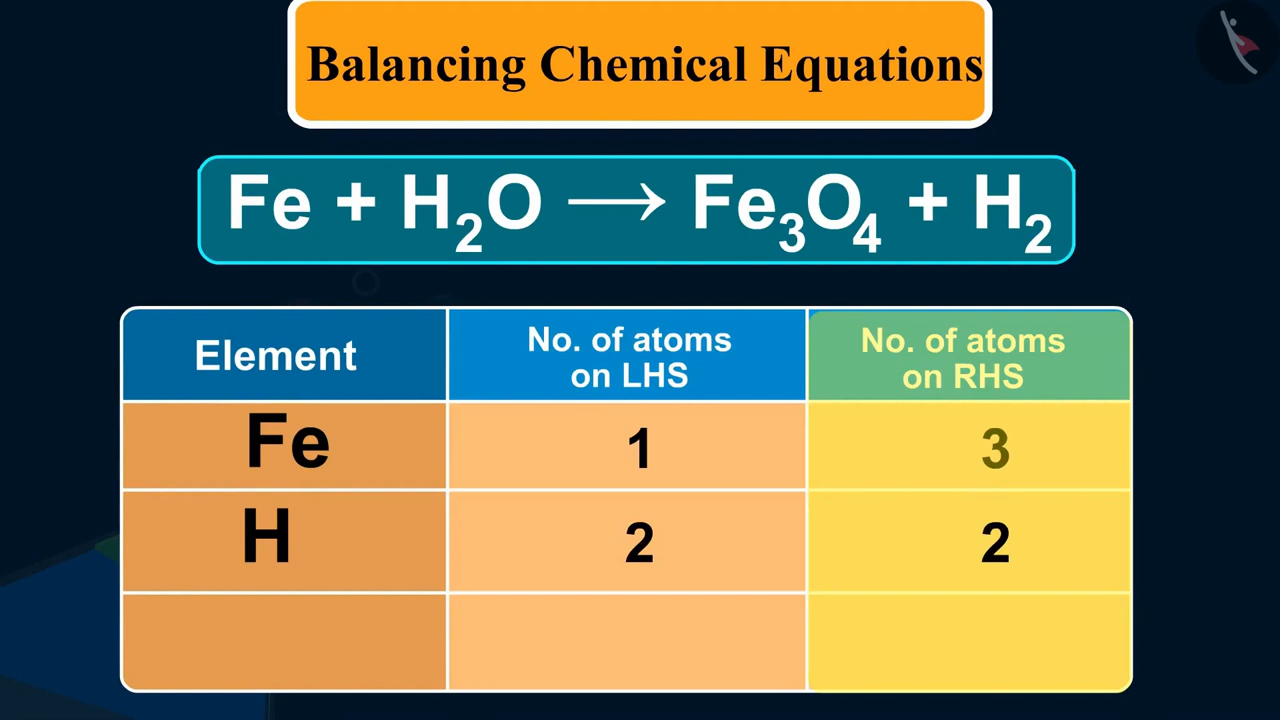 Balancing Chemical Equations
Fe + H₂O → Fe₃O₄ + H₂
Element
No. of atoms
on LHS
No. of atoms
on RHS
Fe 1 3
H 2 2